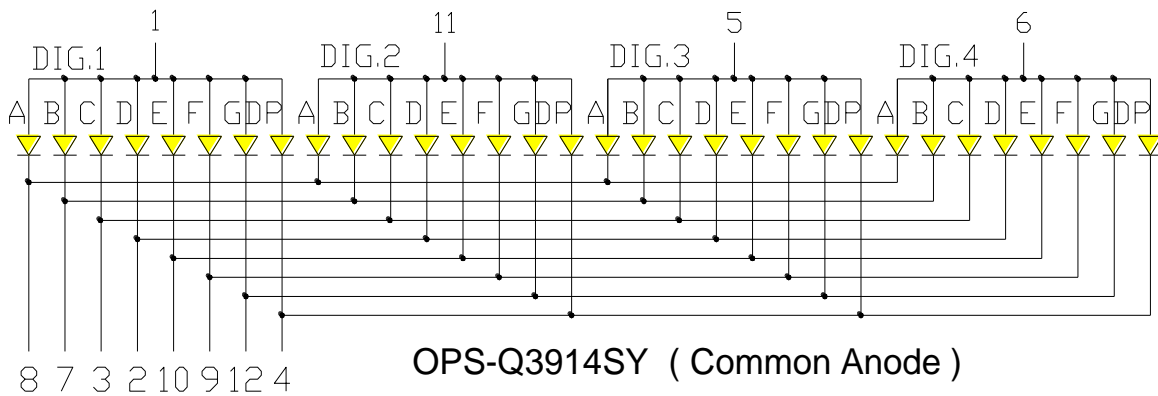 1 11 5 6
DIG.1 DIG.2 DIG.3 DIG.4
A B C D E F G DP A B C D E F G DP A B C D E F G DP A B C D E F G DP
OPS-Q3914SY ( Common Anode )
8 7 3 2 10 9 12 4